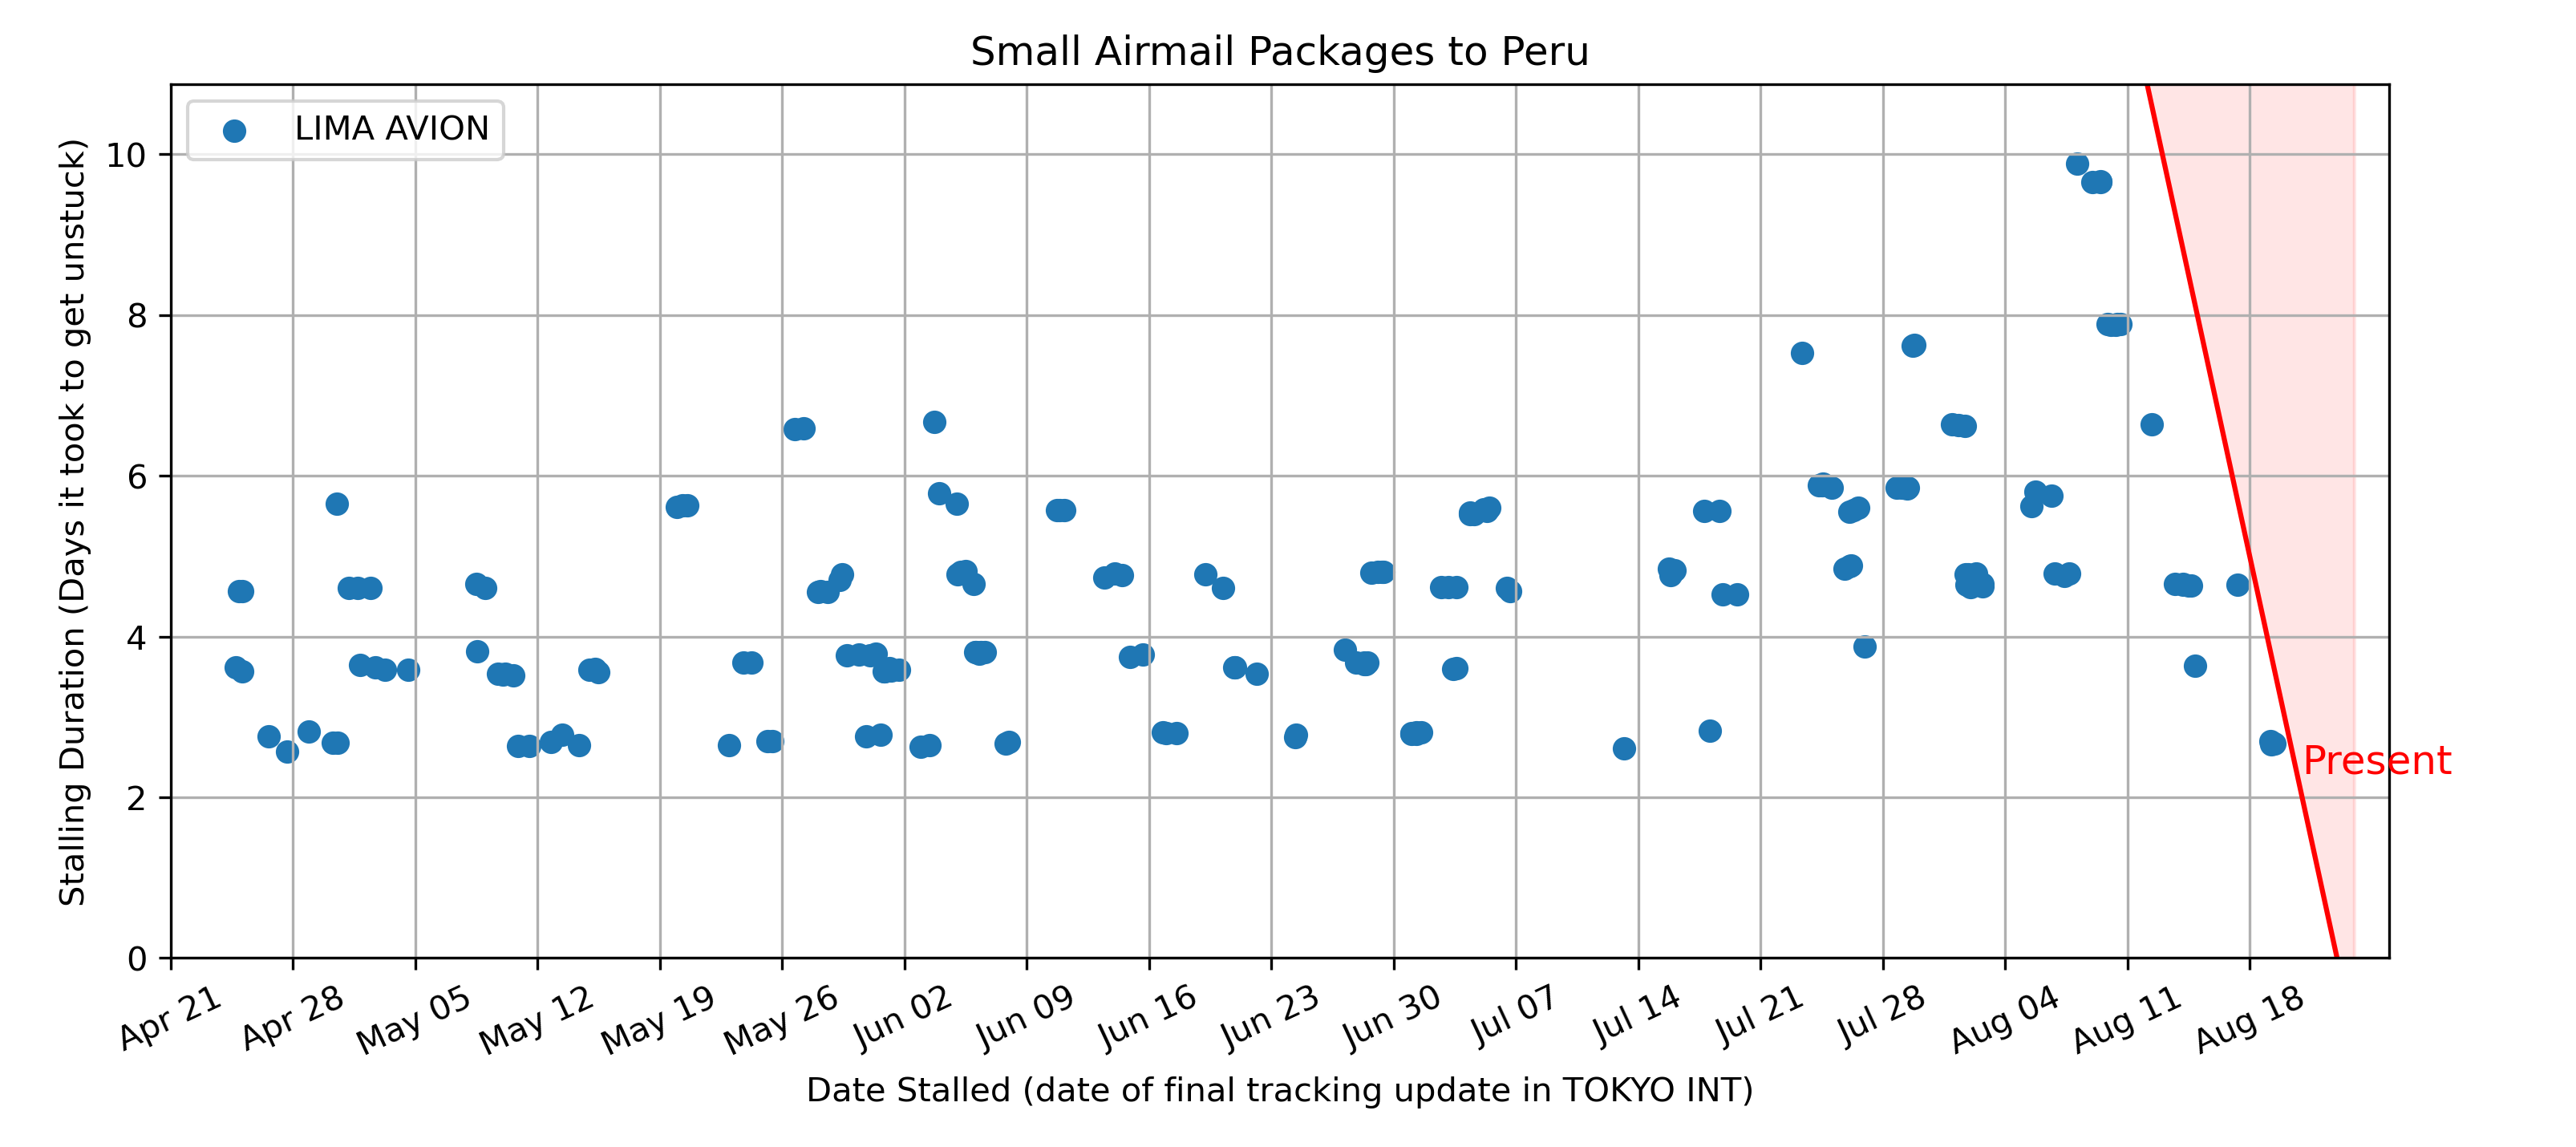 Small Airmail Packages to Peru
LIMA AVION
Stalling Duration (Days it took to get unstuck)
10
8
6
4
2
0
Present
Apr 21
Apr 28
May 05
May 12
May 19
May 26
Jun 02
Jun 09
Jun 16
Jun 23
Jun 30
Jul 07
Jul 14
Jul 21
Jul 28
Aug 04
Aug 11
Aug 18
Date Stalled (date of final tracking update in TOKYO INT)